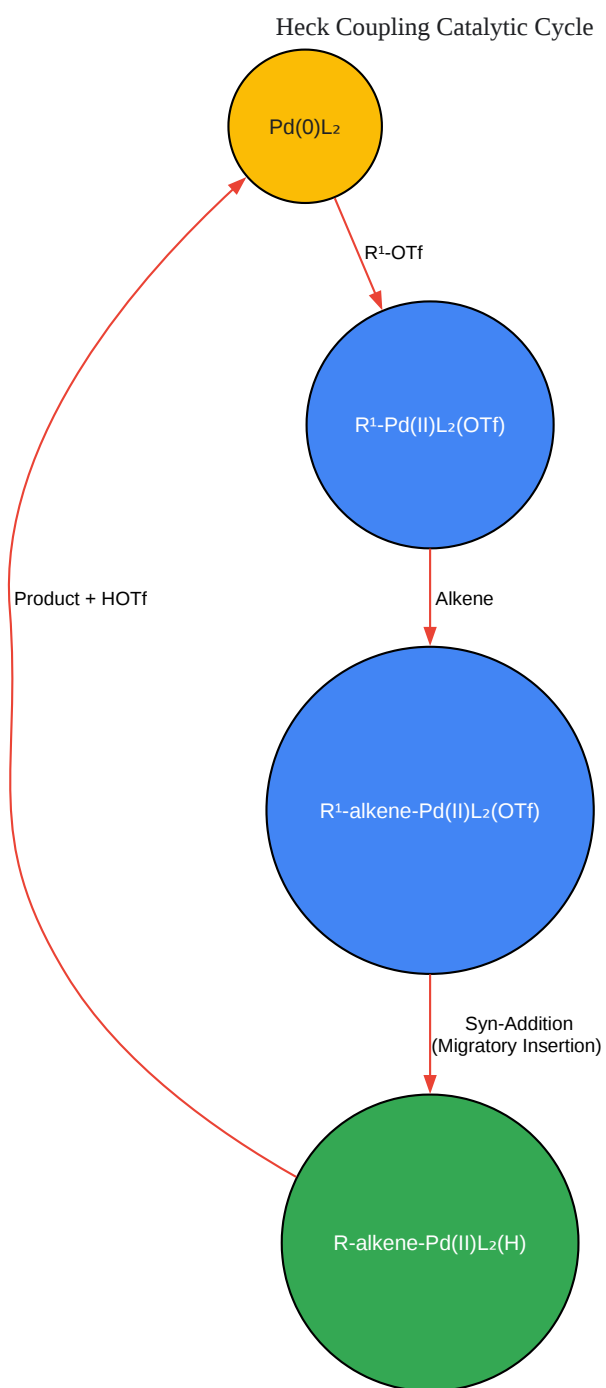 Heck Coupling Catalytic Cycle
Pd(0)L₂
R¹-OTf
R¹-Pd(II)L₂(OTf)
Product + HOTf
Alkene
R¹-alkene-Pd(II)L₂(OTf)
Syn-Addition
(Migratory Insertion)
R-alkene-Pd(II)L₂(H)